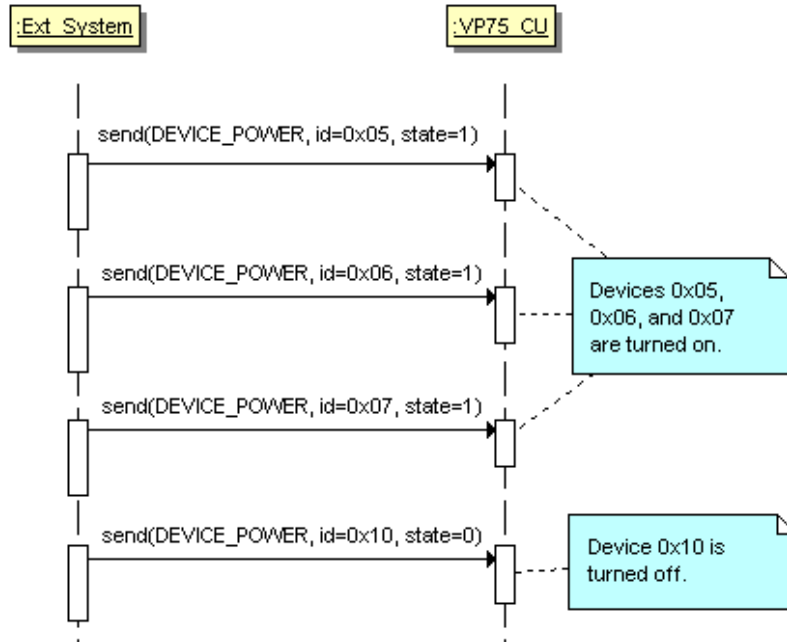 :Ext_System
:VP75_CU
send(DEVICE_POWER, id=0x05, state=1)
send(DEVICE_POWER, id=0x06, state=1)
Devices 0x05,
0x06, and 0x07
are turned on.
send(DEVICE_POWER, id=0x07, state=1)
send(DEVICE_POWER, id=0x10, state=0)
Device 0x10 is
turned off.